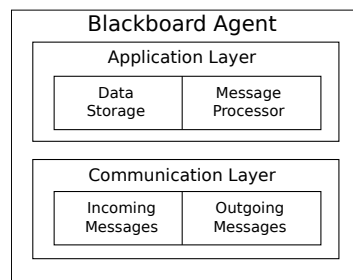 Blackboard Agent
Application Layer
Data
Storage
Message
Processor
Communication Layer
Incoming
Messages
Outgoing
Messages